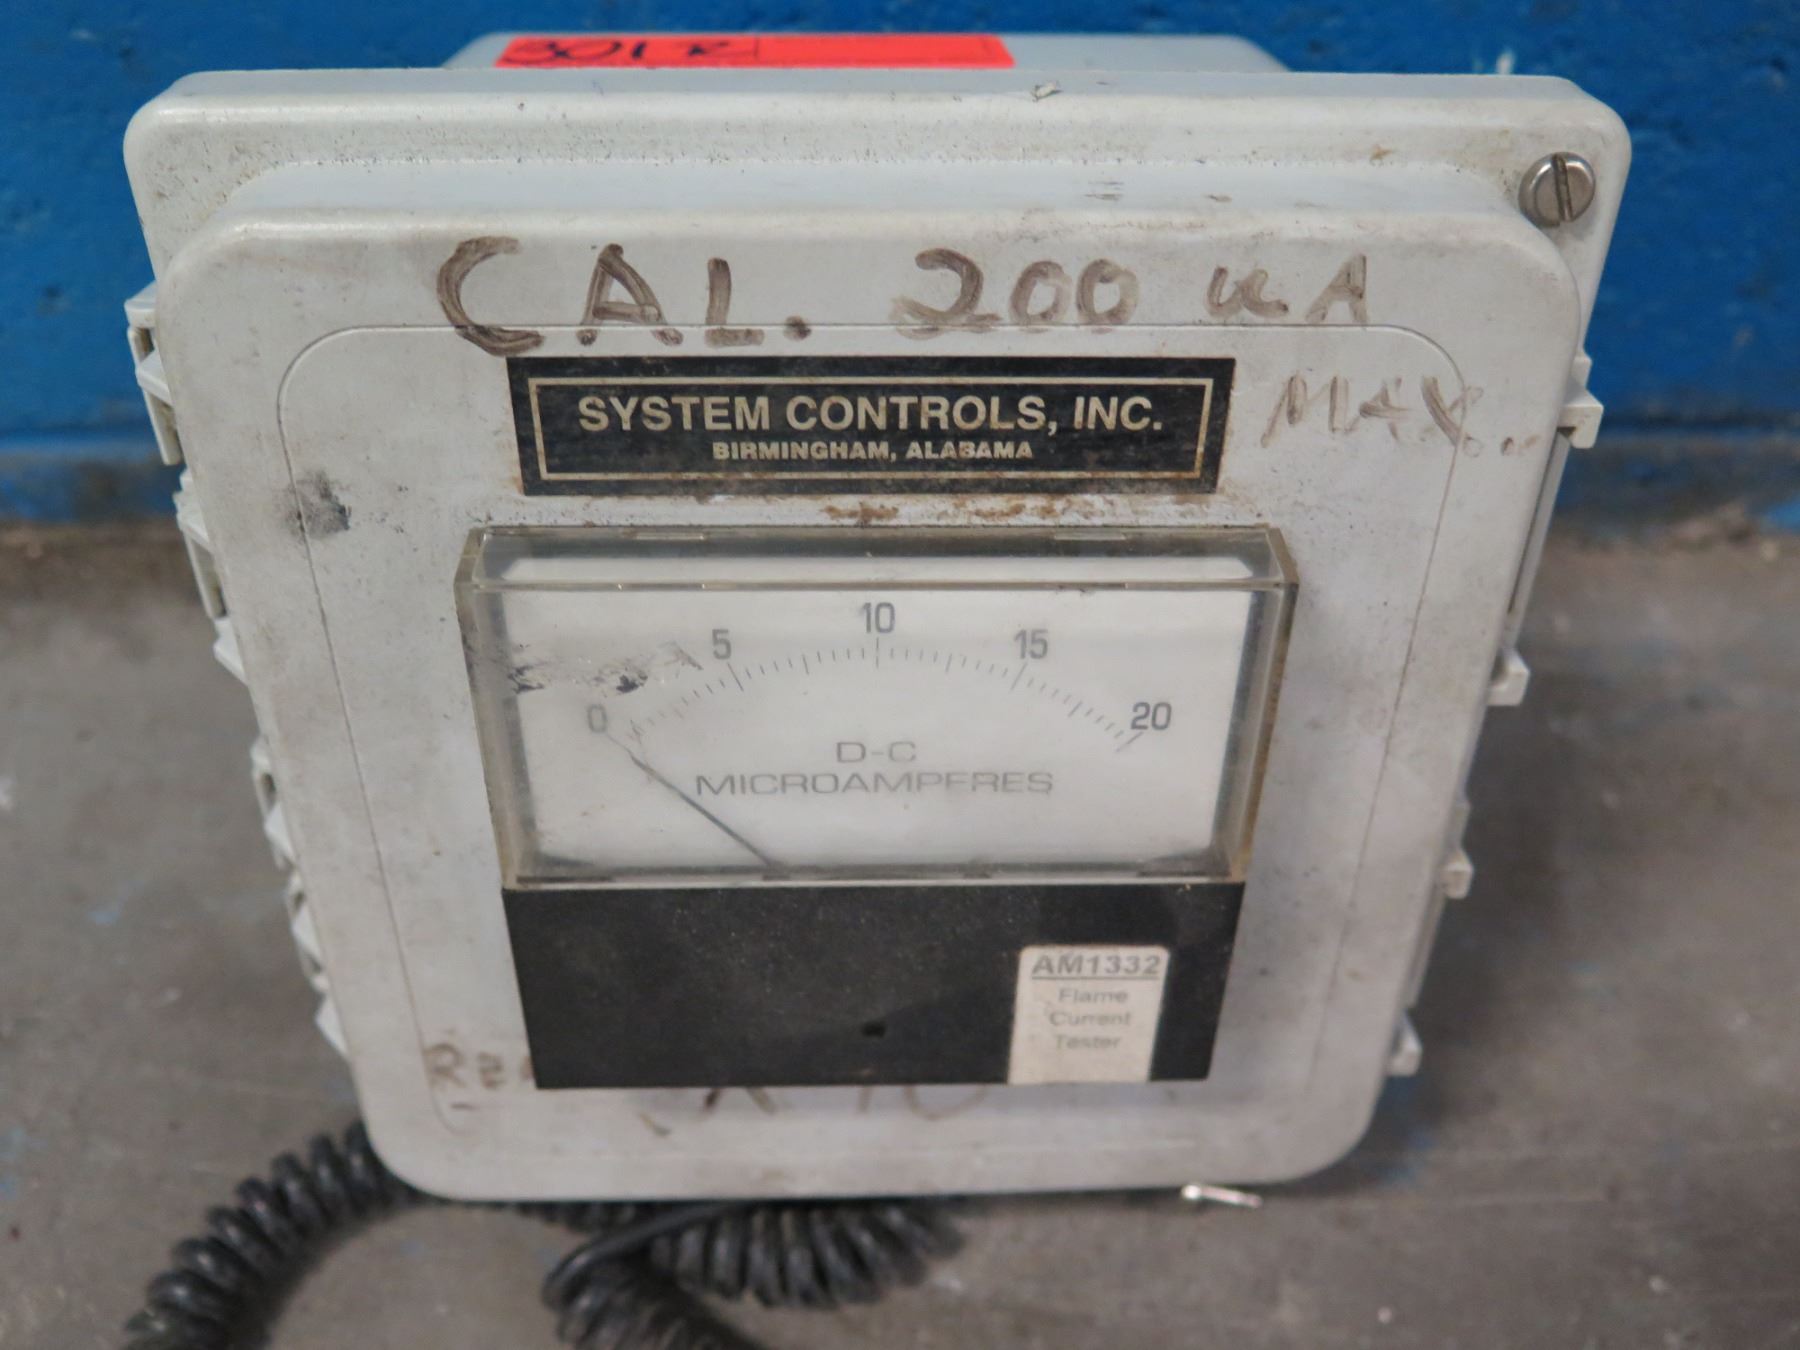 CAL. 200 uA
MAX.
SYSTEM CONTROLS, INC.
BIRMINGHAM, ALABAMA
0 5 10 15 20
D-C
MICROAMPERES
AM1332
Flame
Current
Tester
X 10